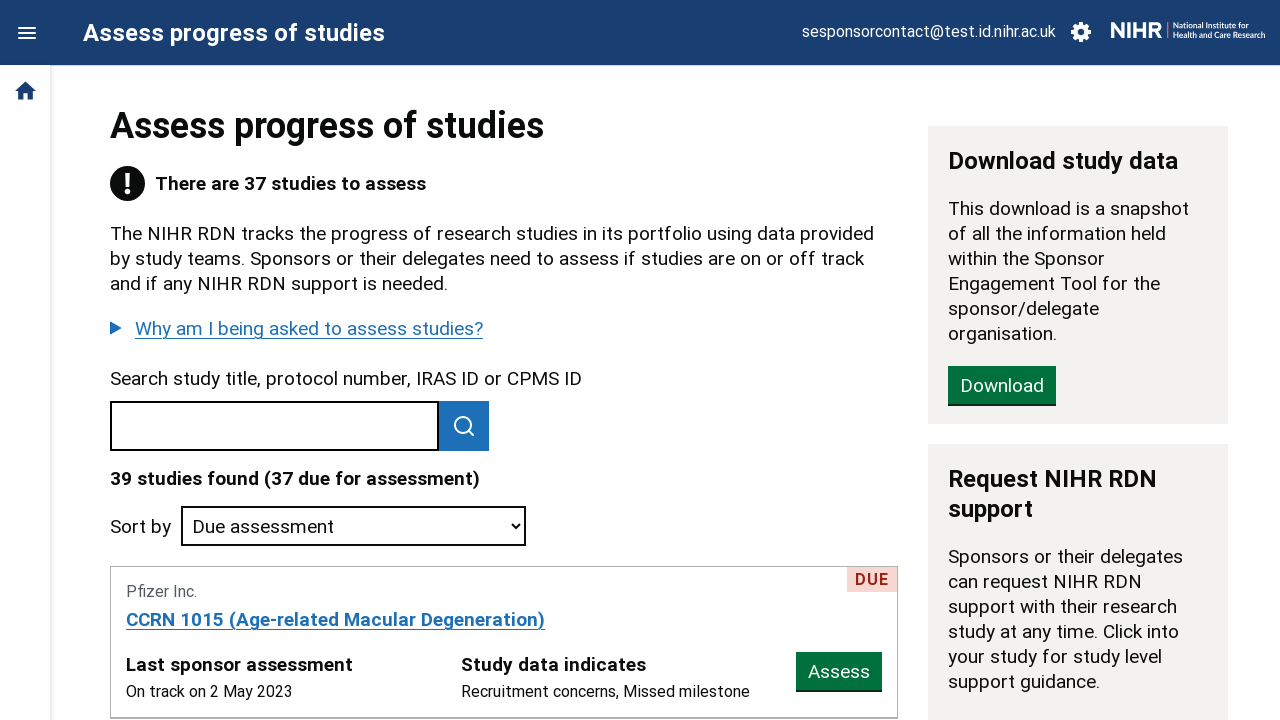 Assess progress of studies
sesponsorcontact@test.id.nihr.ac.uk
NIHR National Institute for
Health and Care Research
Assess progress of studies
! There are 37 studies to assess
The NIHR RDN tracks the progress of research studies in its portfolio using data provided
by study teams. Sponsors or their delegates need to assess if studies are on or off track
and if any NIHR RDN support is needed.
Why am I being asked to assess studies?
Search study title, protocol number, IRAS ID or CPMS ID
39 studies found (37 due for assessment)
Sort by Due assessment
DUE
Pfizer Inc.
CCRN 1015 (Age-related Macular Degeneration)
Last sponsor assessment
On track on 2 May 2023
Study data indicates
Recruitment concerns, Missed milestone
Assess
Download study data
This download is a snapshot
of all the information held
within the Sponsor
Engagement Tool for the
sponsor/delegate
organisation.
Download
Request NIHR RDN
support
Sponsors or their delegates
can request NIHR RDN
support with their research
study at any time. Click into
your study for study level
support guidance.